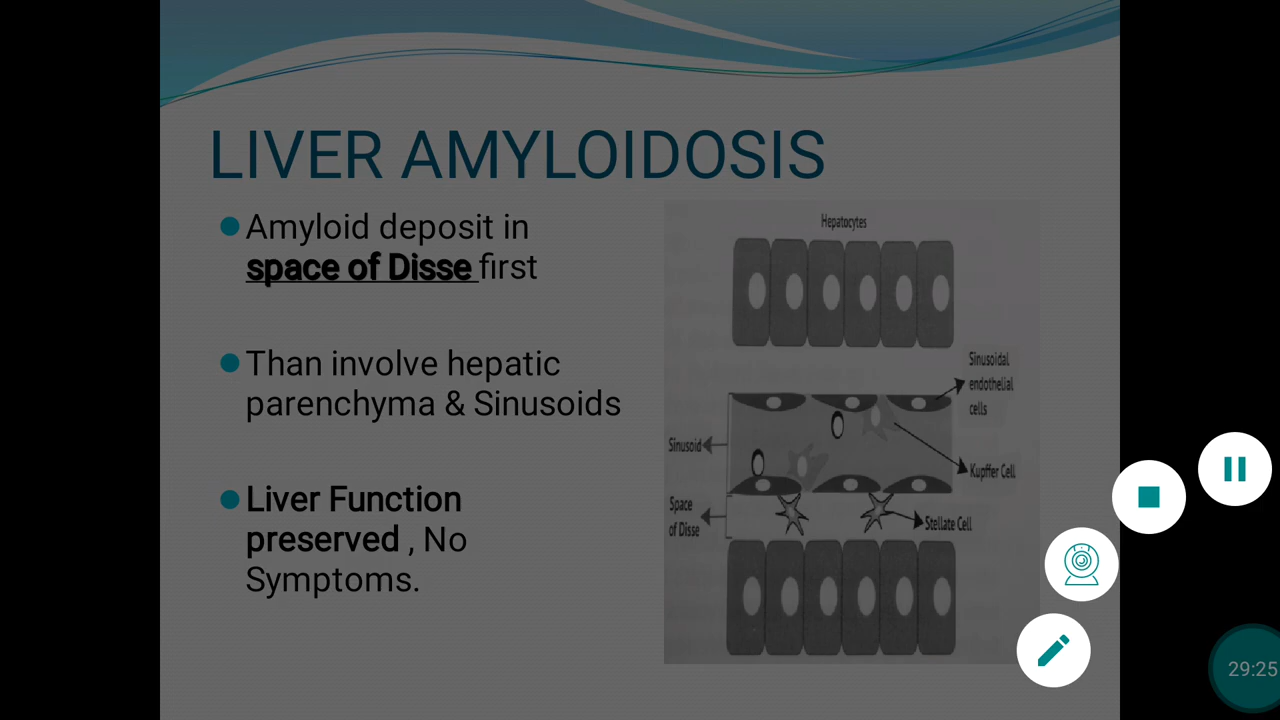 LIVER AMYLOIDOSIS
Amyloid deposit in
space of Disse first
Than involve hepatic
parenchyma & Sinusoids
Liver Function
preserved , No
Symptoms.
Hepatocytes
Sinusoidal
endothelial
cells
Sinusoid
Kupffer Cell
Space
of Disse
Stellate Cell
29:25